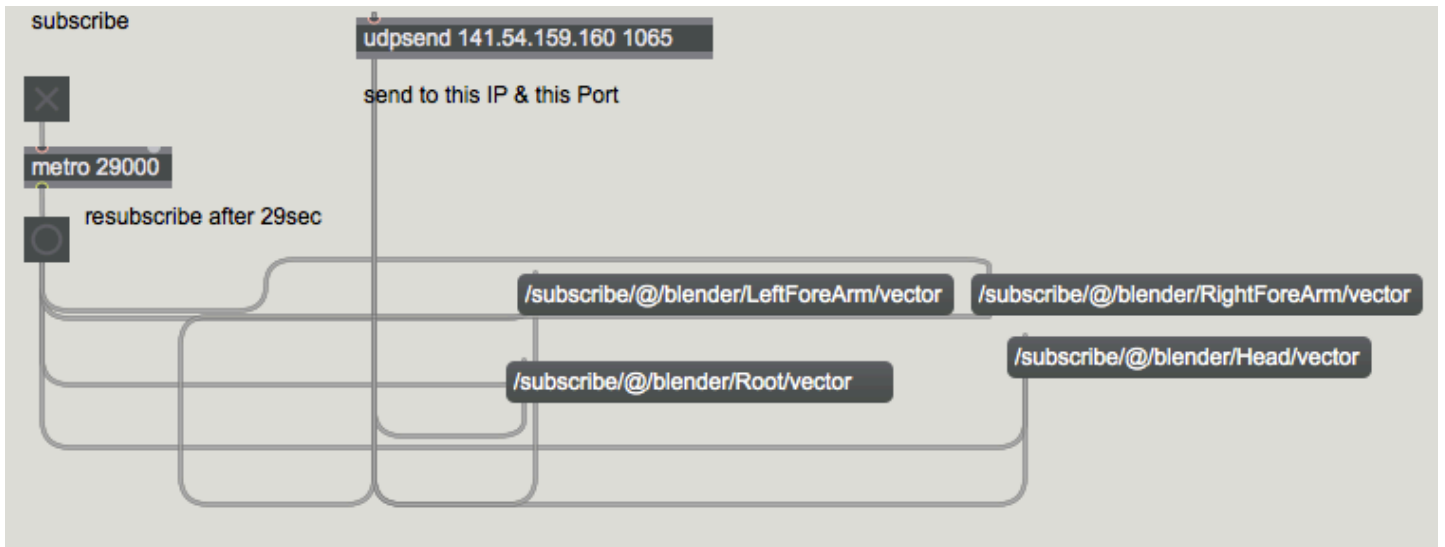 subscribe
udpsend 141.54.159.160 1065
send to this IP & this Port
metro 29000
resubscribe after 29sec
/subscribe/@/blender/LeftForeArm/vector
/subscribe/@/blender/RightForeArm/vector
/subscribe/@/blender/Head/vector
/subscribe/@/blender/Root/vector